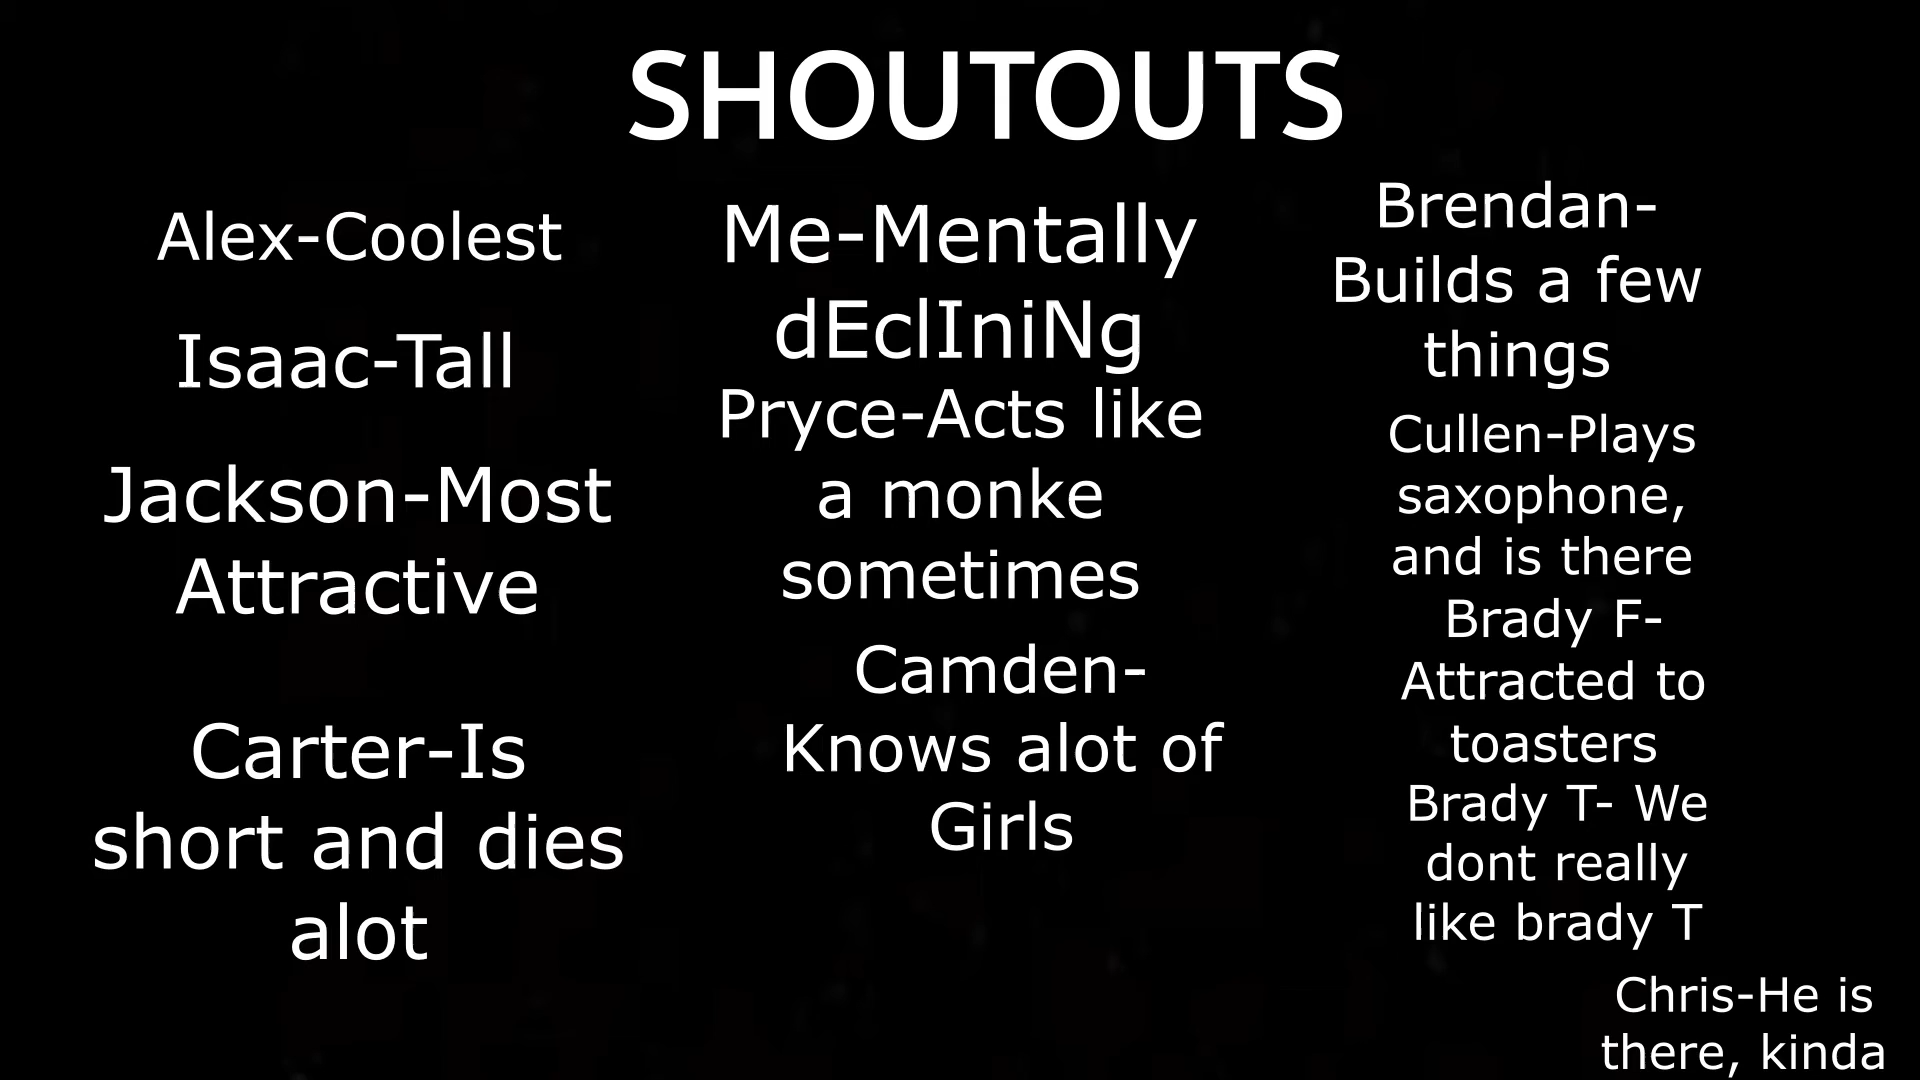 SHOUTOUTS
Alex-Coolest
Isaac-Tall
Jackson-Most
Attractive
Carter-Is
short and dies
alot
Me-Mentally
dEclIniNg
Pryce-Acts like
a monke
sometimes
Camden-
Knows alot of
Girls
Brendan-
Builds a few
things
Cullen-Plays
saxophone,
and is there
Brady F-
Attracted to
toasters
Brady T- We
dont really
like brady T
Chris-He is
there, kinda